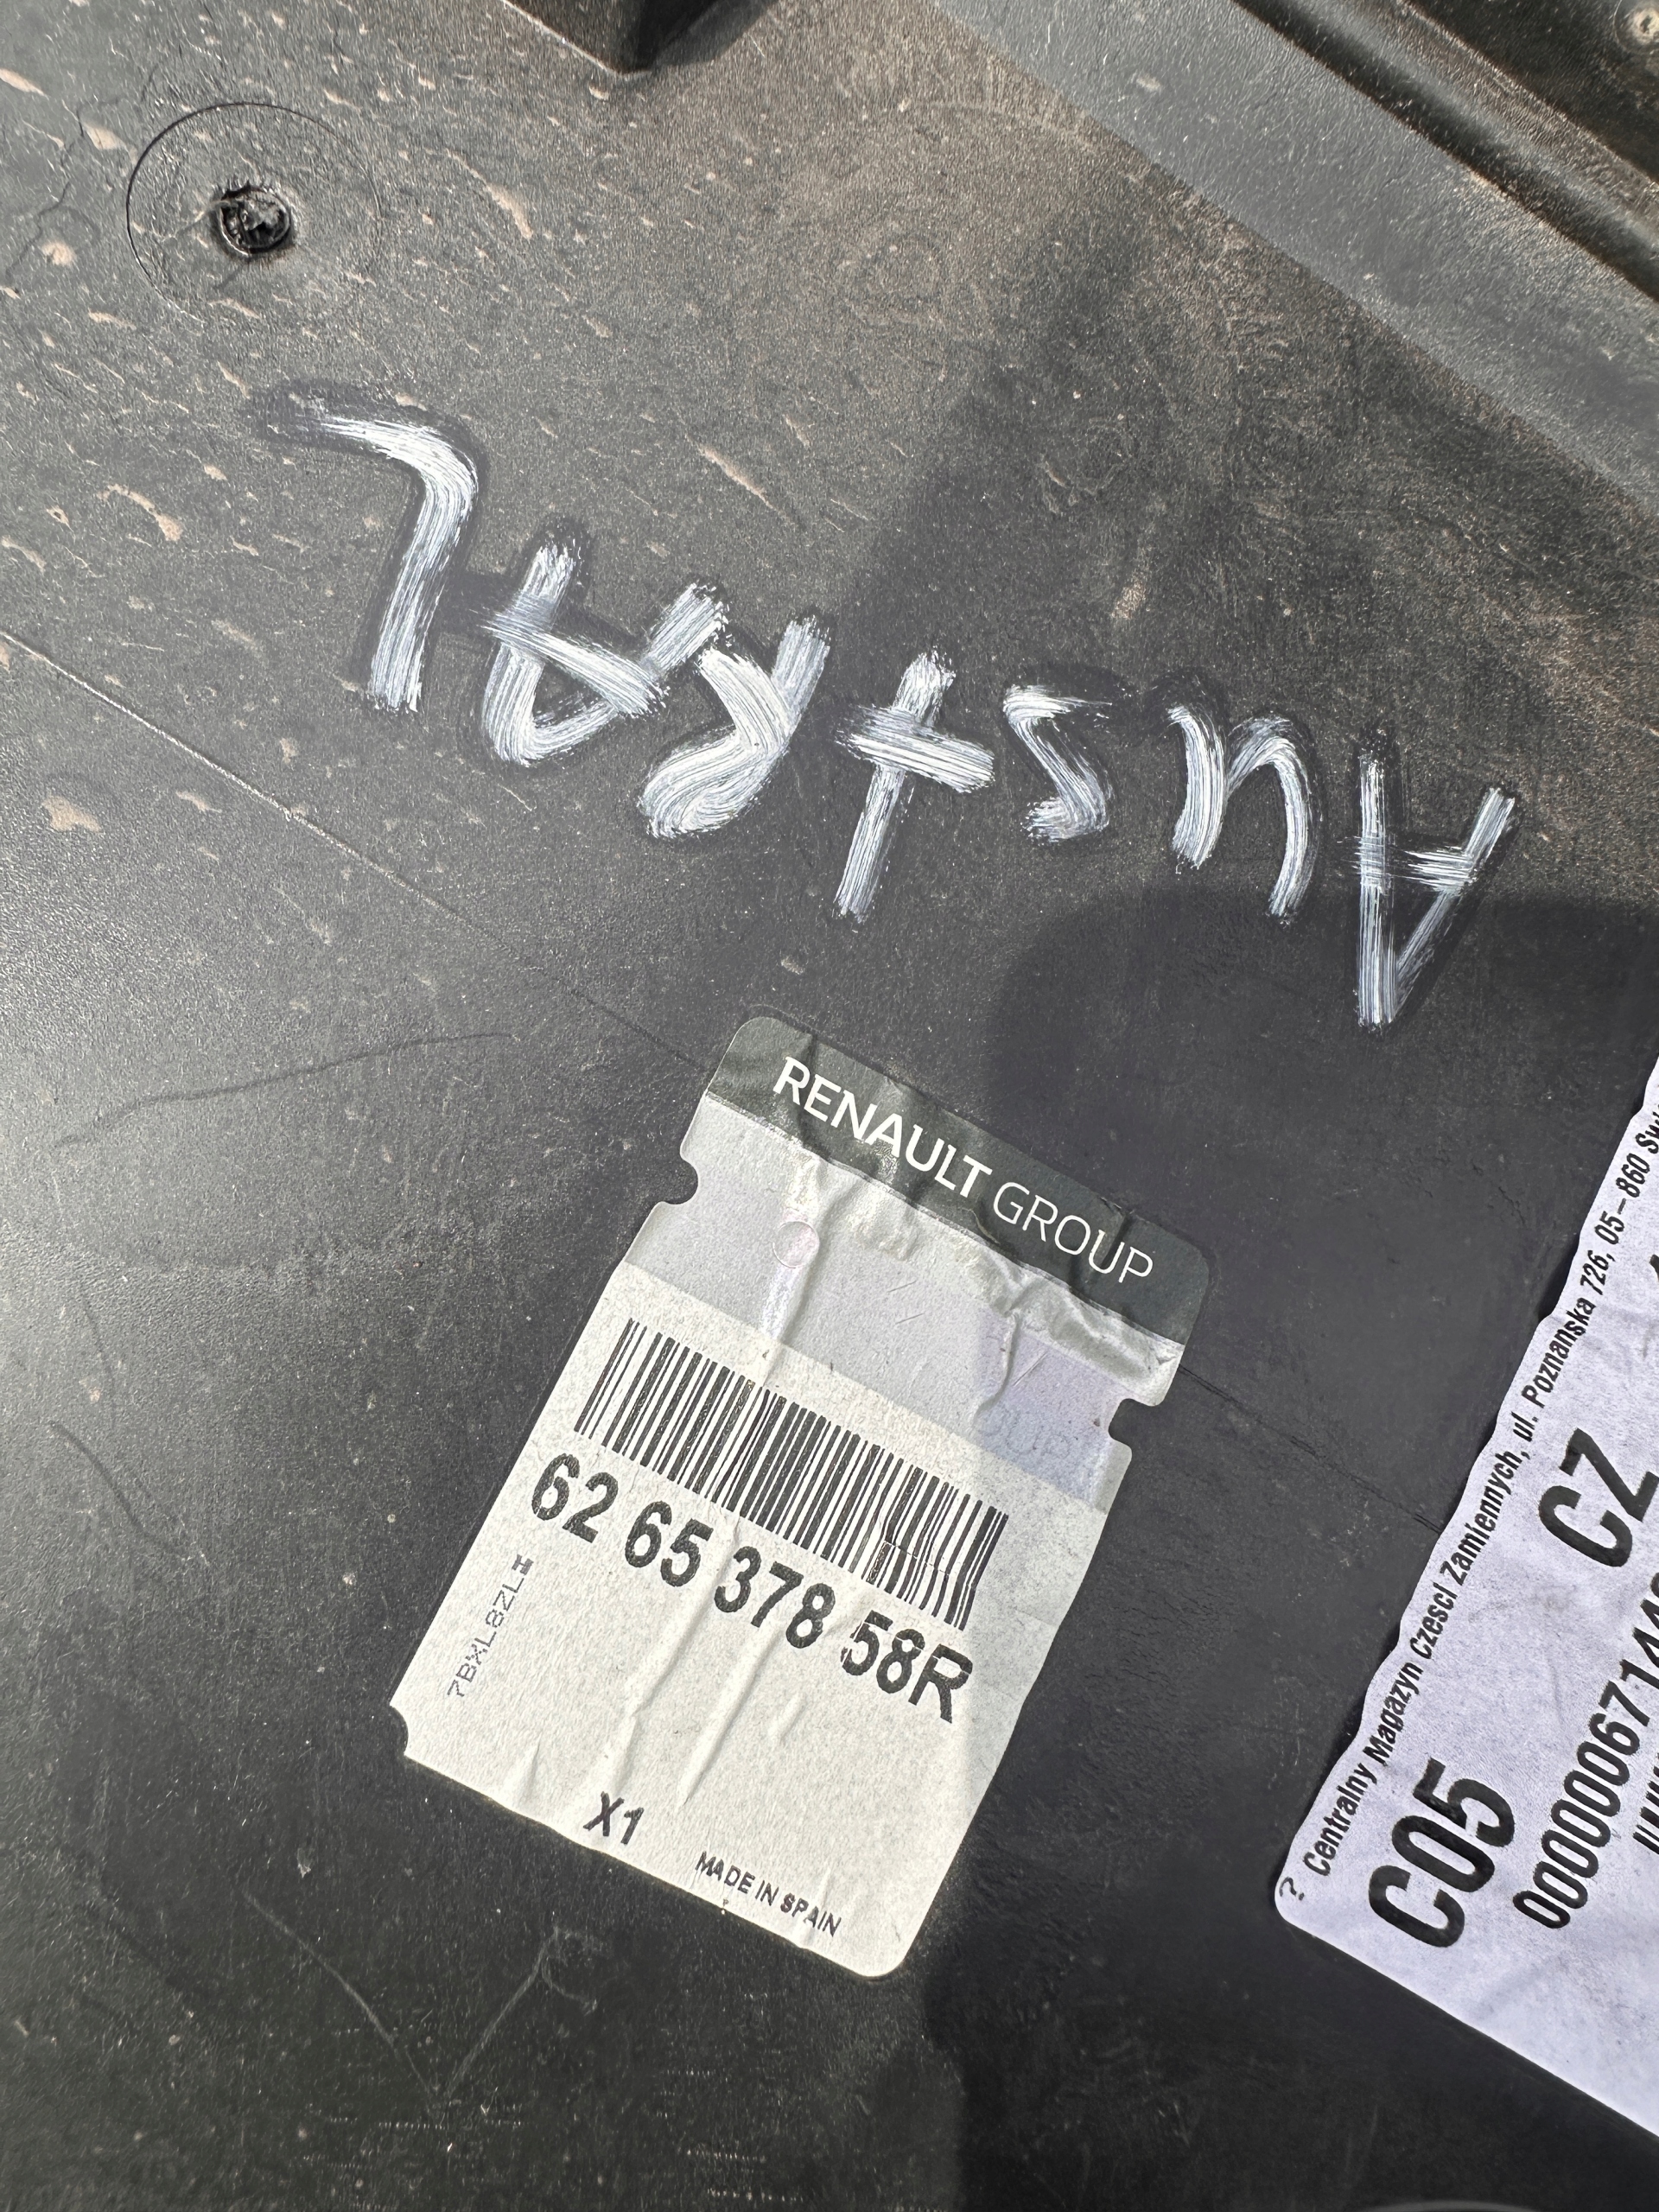 AUSTRAL
RENAULT GROUP
62 65 378 58R
7BXL8ZLH
X1
MADE IN SPAIN
? Centralny Magazyn Czesci Zamiennych, ul. Poznanska 726, 05-860
C05 CZ